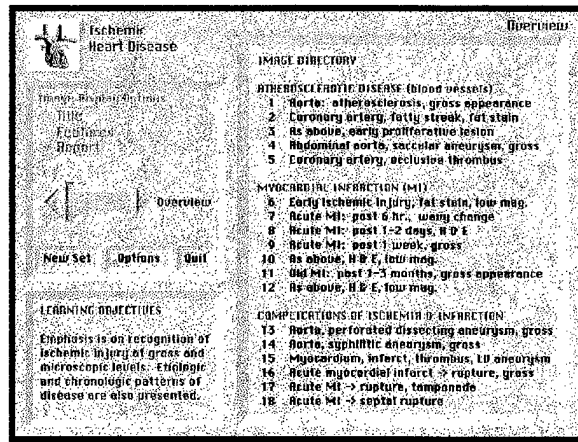 Ischemic
Heart Disease
Overview
Image Display Options
Title
Features
Report
Overview
New Set Options Quit
LEARNING OBJECTIVES
Emphasis is on recognition of
ischemic injury at gross and
microscopic levels. Etiologic
and chronologic patterns of
disease are also presented.
IMAGE DIRECTORY
ATHEROSCLEROTIC DISEASE (blood vessels)
1 Aorta: atherosclerosis, gross appearance
2 Coronary artery, fatty streak, fat stain
3 As above, early proliferative lesion
4 Abdominal aorta, saccular aneurysm, gross
5 Coronary artery, occlusive thrombus
MYOCARDIAL INFARCTION (MI)
6 Early ischemic injury, fat stain, low mag.
7 Acute MI: post 6 hr., wavy change
8 Acute MI: post 1-2 days, H & E
9 Acute MI: post 1 week, gross
10 As above, H & E, low mag.
11 Old MI: post 1-3 months, gross appearance
12 As above, H & E, low mag.
COMPLICATIONS OF ISCHEMIA & INFARCTION
13 Aorta, perforated dissecting aneurysm, gross
14 Aorta, syphilitic aneurysm, gross
15 Myocardium, infarct, thrombus, LV aneurysm
16 Acute myocardial infarct -> rupture, gross
17 Acute MI -> rupture, tamponade
18 Acute MI -> septal rupture